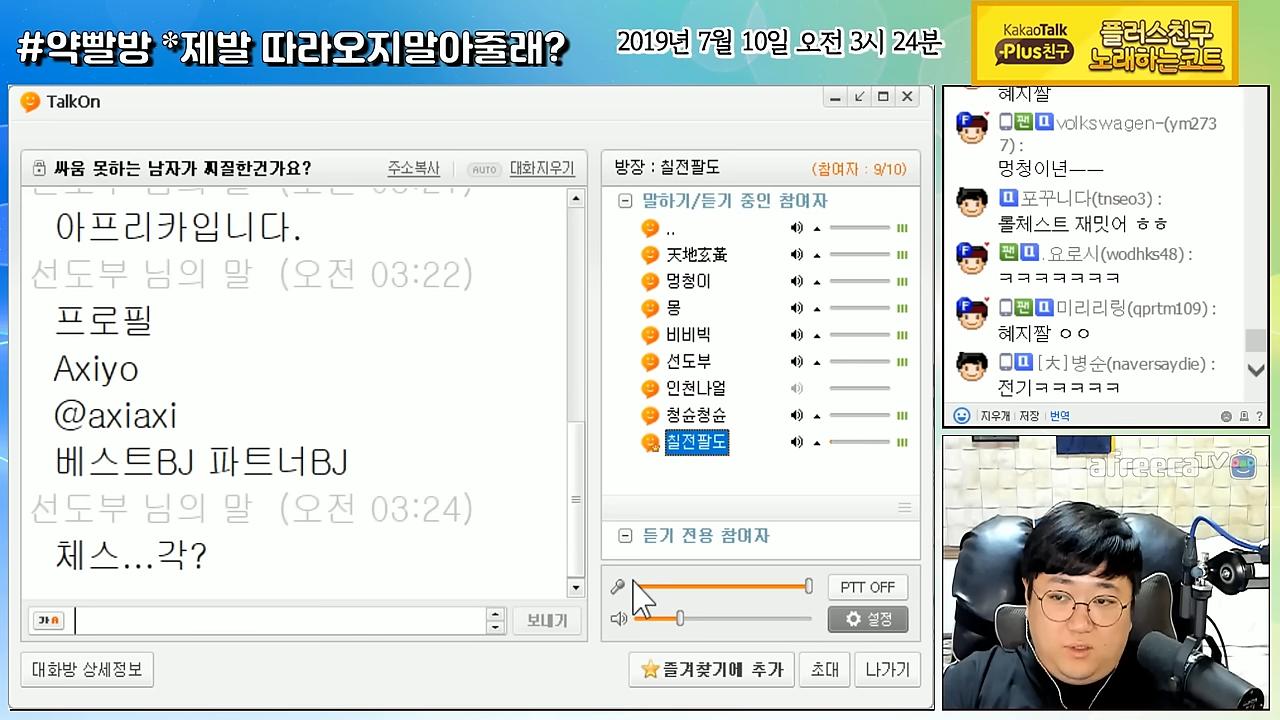 #약빨방 *제발 따라오지말아줄래?
2019년 7월 10일 오전 3시 24분
KakaoTalk
Plus친구
플러스친구
노래하는코트
TalkOn
싸움 못하는 남자가 찌질한건가요?
주소복사
AUTO
대화지우기
아프리카입니다.
선도부 님의 말 (오전 03:22)
프로필
Axiyo
@axiaxi
베스트BJ 파트너BJ
선도부 님의 말 (오전 03:24)
체스...각?
가a
보내기
대화방 상세정보
방장 : 칠전팔도
(참여자 : 9/10)
말하기/듣기 중인 참여자
..
天地玄黃
멍청이
몽
비비빅
선도부
인천나얼
청슌청슌
칠전팔도
듣기 전용 참여자
PTT OFF
설정
즐겨찾기에 추가
초대
나가기
혜지짤
volkswagen-(ym273
7) :
멍청이년ㅡㅡ
포꾸니다(tnseo3) :
롤체스트 재밋어 ㅎㅎ
.요로시(wodhks48) :
ㅋㅋㅋㅋㅋㅋㅋ
미리리링(qprtm109) :
혜지짤 ㅇㅇ
[大]병순(naversaydie) :
전기ㅋㅋㅋㅋㅋ
지우개
저장
번역
afreecaTV